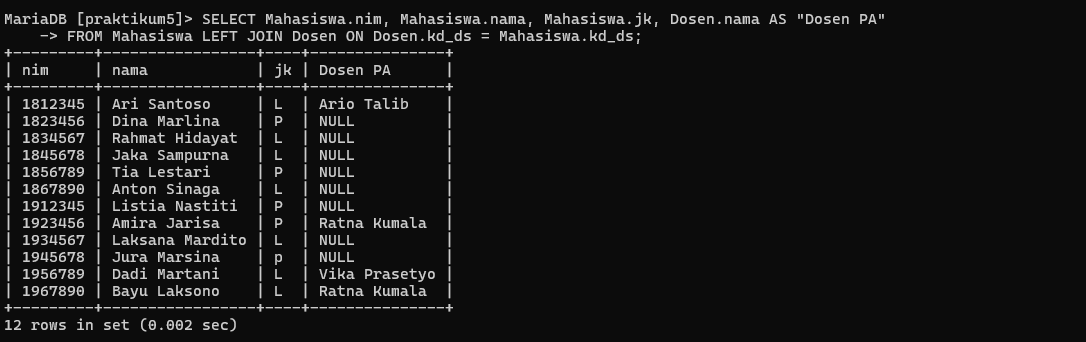 MariaDB [praktikum5]> SELECT Mahasiswa.nim, Mahasiswa.nama, Mahasiswa.jk, Dosen.nama AS "Dosen PA"
    -> FROM Mahasiswa LEFT JOIN Dosen ON Dosen.kd_ds = Mahasiswa.kd_ds;
+---------+-----------------+----+---------------+
| nim     | nama            | jk | Dosen PA      |
+---------+-----------------+----+---------------+
| 1812345 | Ari Santoso     | L  | Ario Talib    |
| 1823456 | Dina Marlina    | P  | NULL          |
| 1834567 | Rahmat Hidayat  | L  | NULL          |
| 1845678 | Jaka Sampurna   | L  | NULL          |
| 1856789 | Tia Lestari     | P  | NULL          |
| 1867890 | Anton Sinaga    | L  | NULL          |
| 1912345 | Listia Nastiti  | P  | NULL          |
| 1923456 | Amira Jarisa    | P  | Ratna Kumala  |
| 1934567 | Laksana Mardito | L  | NULL          |
| 1945678 | Jura Marsina    | p  | NULL          |
| 1956789 | Dadi Martani    | L  | Vika Prasetyo |
| 1967890 | Bayu Laksono    | L  | Ratna Kumala  |
+---------+-----------------+----+---------------+
12 rows in set (0.002 sec)